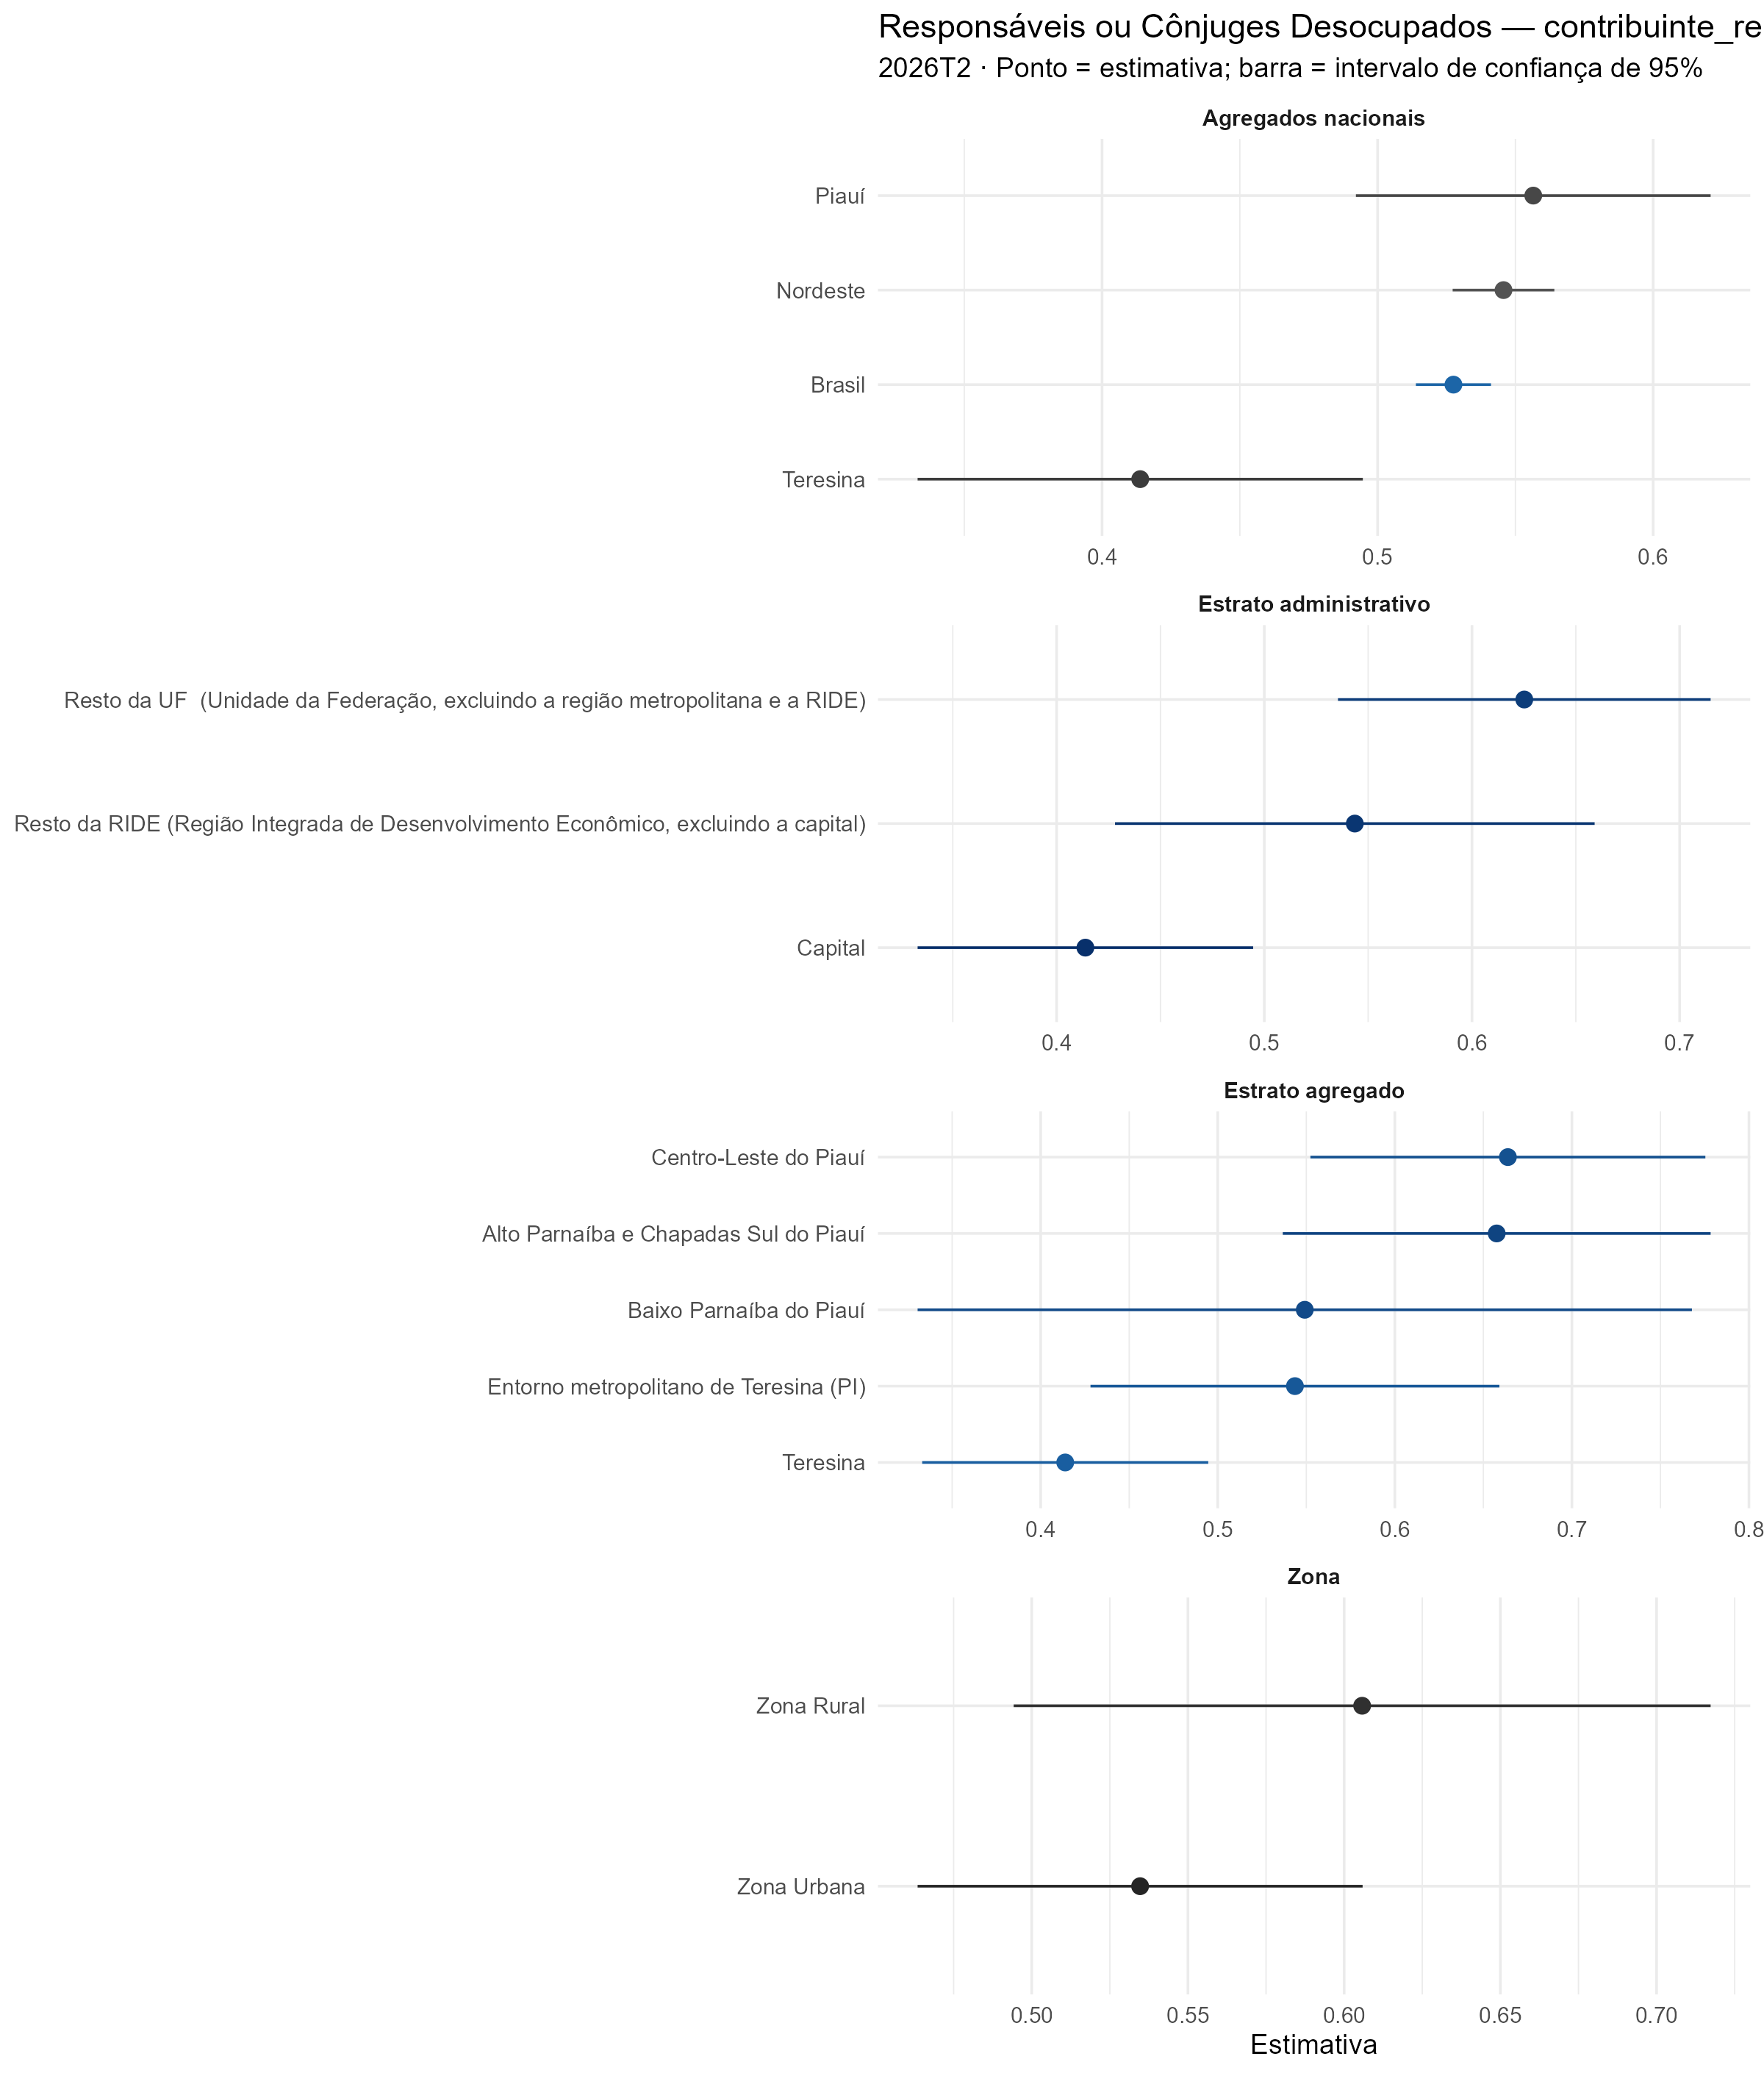 Responsáveis ou Cônjuges Desocupados — contribuinte_re
2026T2 · Ponto = estimativa; barra = intervalo de confiança de 95%
Agregados nacionais
Piauí
Nordeste
Brasil
Teresina
0.4 0.5 0.6
Estrato administrativo
Resto da UF  (Unidade da Federação, excluindo a região metropolitana e a RIDE)
Resto da RIDE (Região Integrada de Desenvolvimento Econômico, excluindo a capital)
Capital
0.4 0.5 0.6 0.7
Estrato agregado
Centro-Leste do Piauí
Alto Parnaíba e Chapadas Sul do Piauí
Baixo Parnaíba do Piauí
Entorno metropolitano de Teresina (PI)
Teresina
0.4 0.5 0.6 0.7 0.8
Zona
Zona Rural
Zona Urbana
0.50 0.55 0.60 0.65 0.70
Estimativa